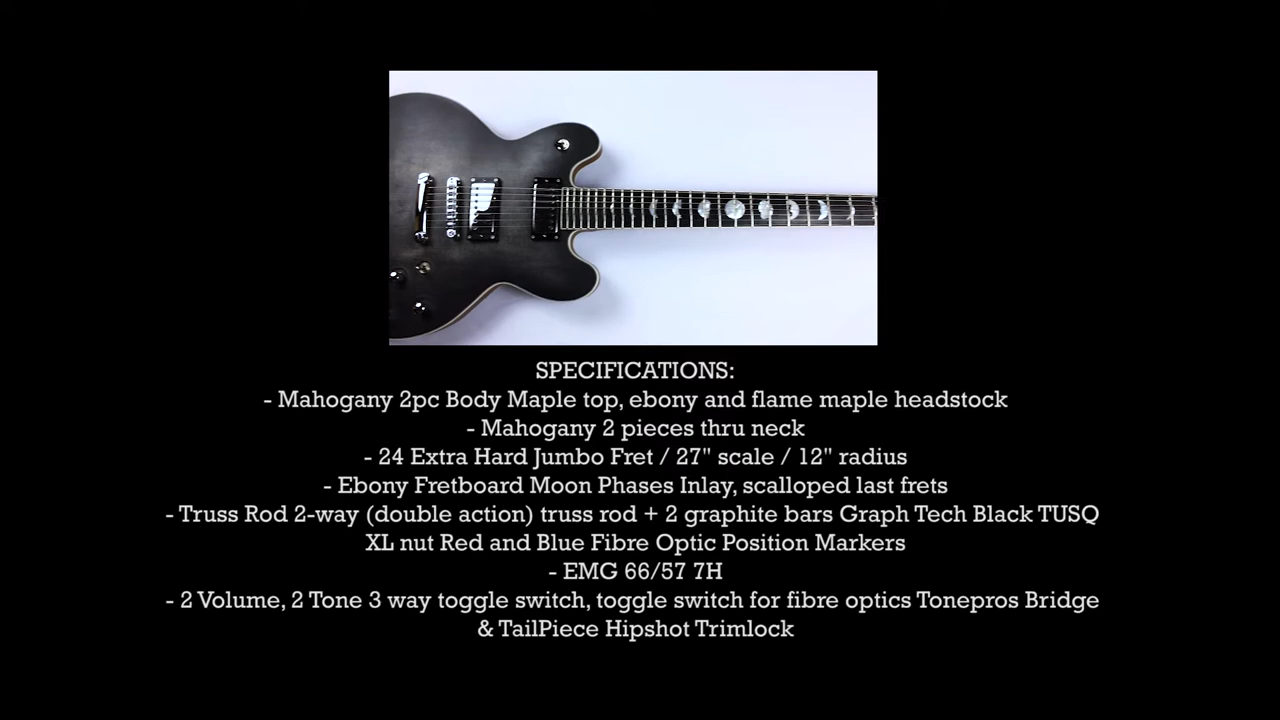 SPECIFICATIONS:
- Mahogany 2pc Body Maple top, ebony and flame maple headstock
- Mahogany 2 pieces thru neck
- 24 Extra Hard Jumbo Fret / 27" scale / 12" radius
- Ebony Fretboard Moon Phases Inlay, scalloped last frets
- Truss Rod 2-way (double action) truss rod + 2 graphite bars Graph Tech Black TUSQ
XL nut Red and Blue Fibre Optic Position Markers
- EMG 66/57 7H
- 2 Volume, 2 Tone 3 way toggle switch, toggle switch for fibre optics Tonepros Bridge
& TailPiece Hipshot Trimlock